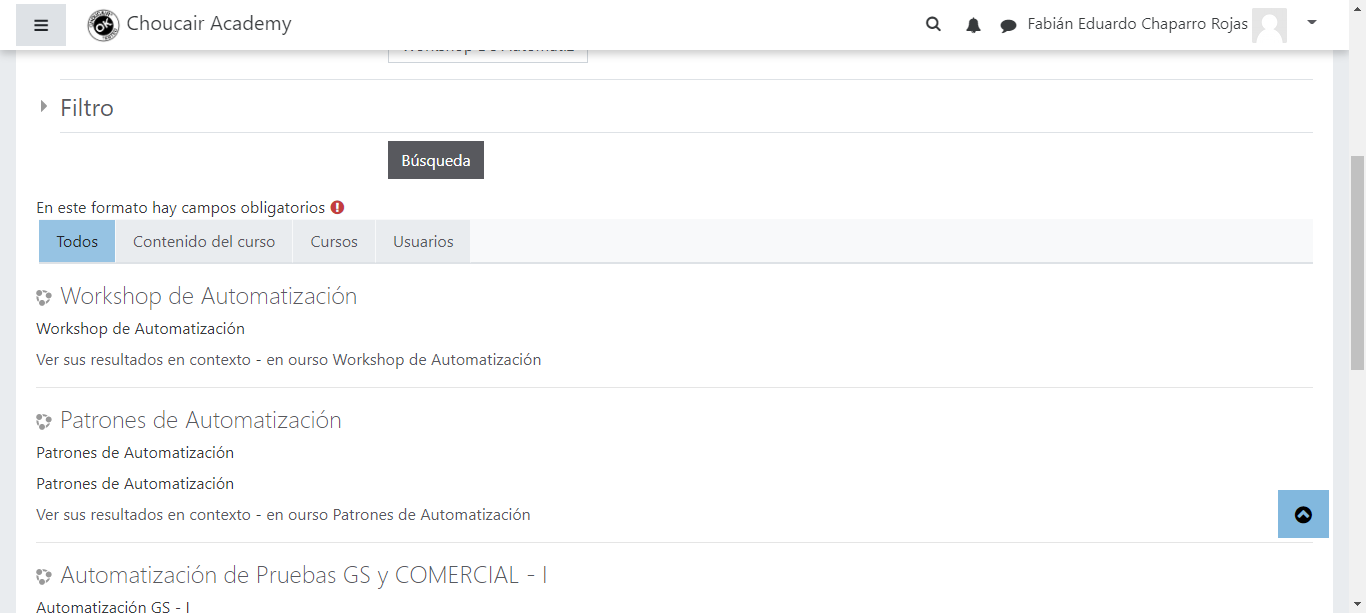 Choucair Academy
Fabián Eduardo Chaparro Rojas
Filtro
Búsqueda
En este formato hay campos obligatorios
Todos
Contenido del curso
Cursos
Usuarios
Workshop de Automatización
Workshop de Automatización
Ver sus resultados en contexto - en ourso Workshop de Automatización
Patrones de Automatización
Patrones de Automatización
Patrones de Automatización
Ver sus resultados en contexto - en ourso Patrones de Automatización
Automatización de Pruebas GS y COMERCIAL - I
Automatización GS - I